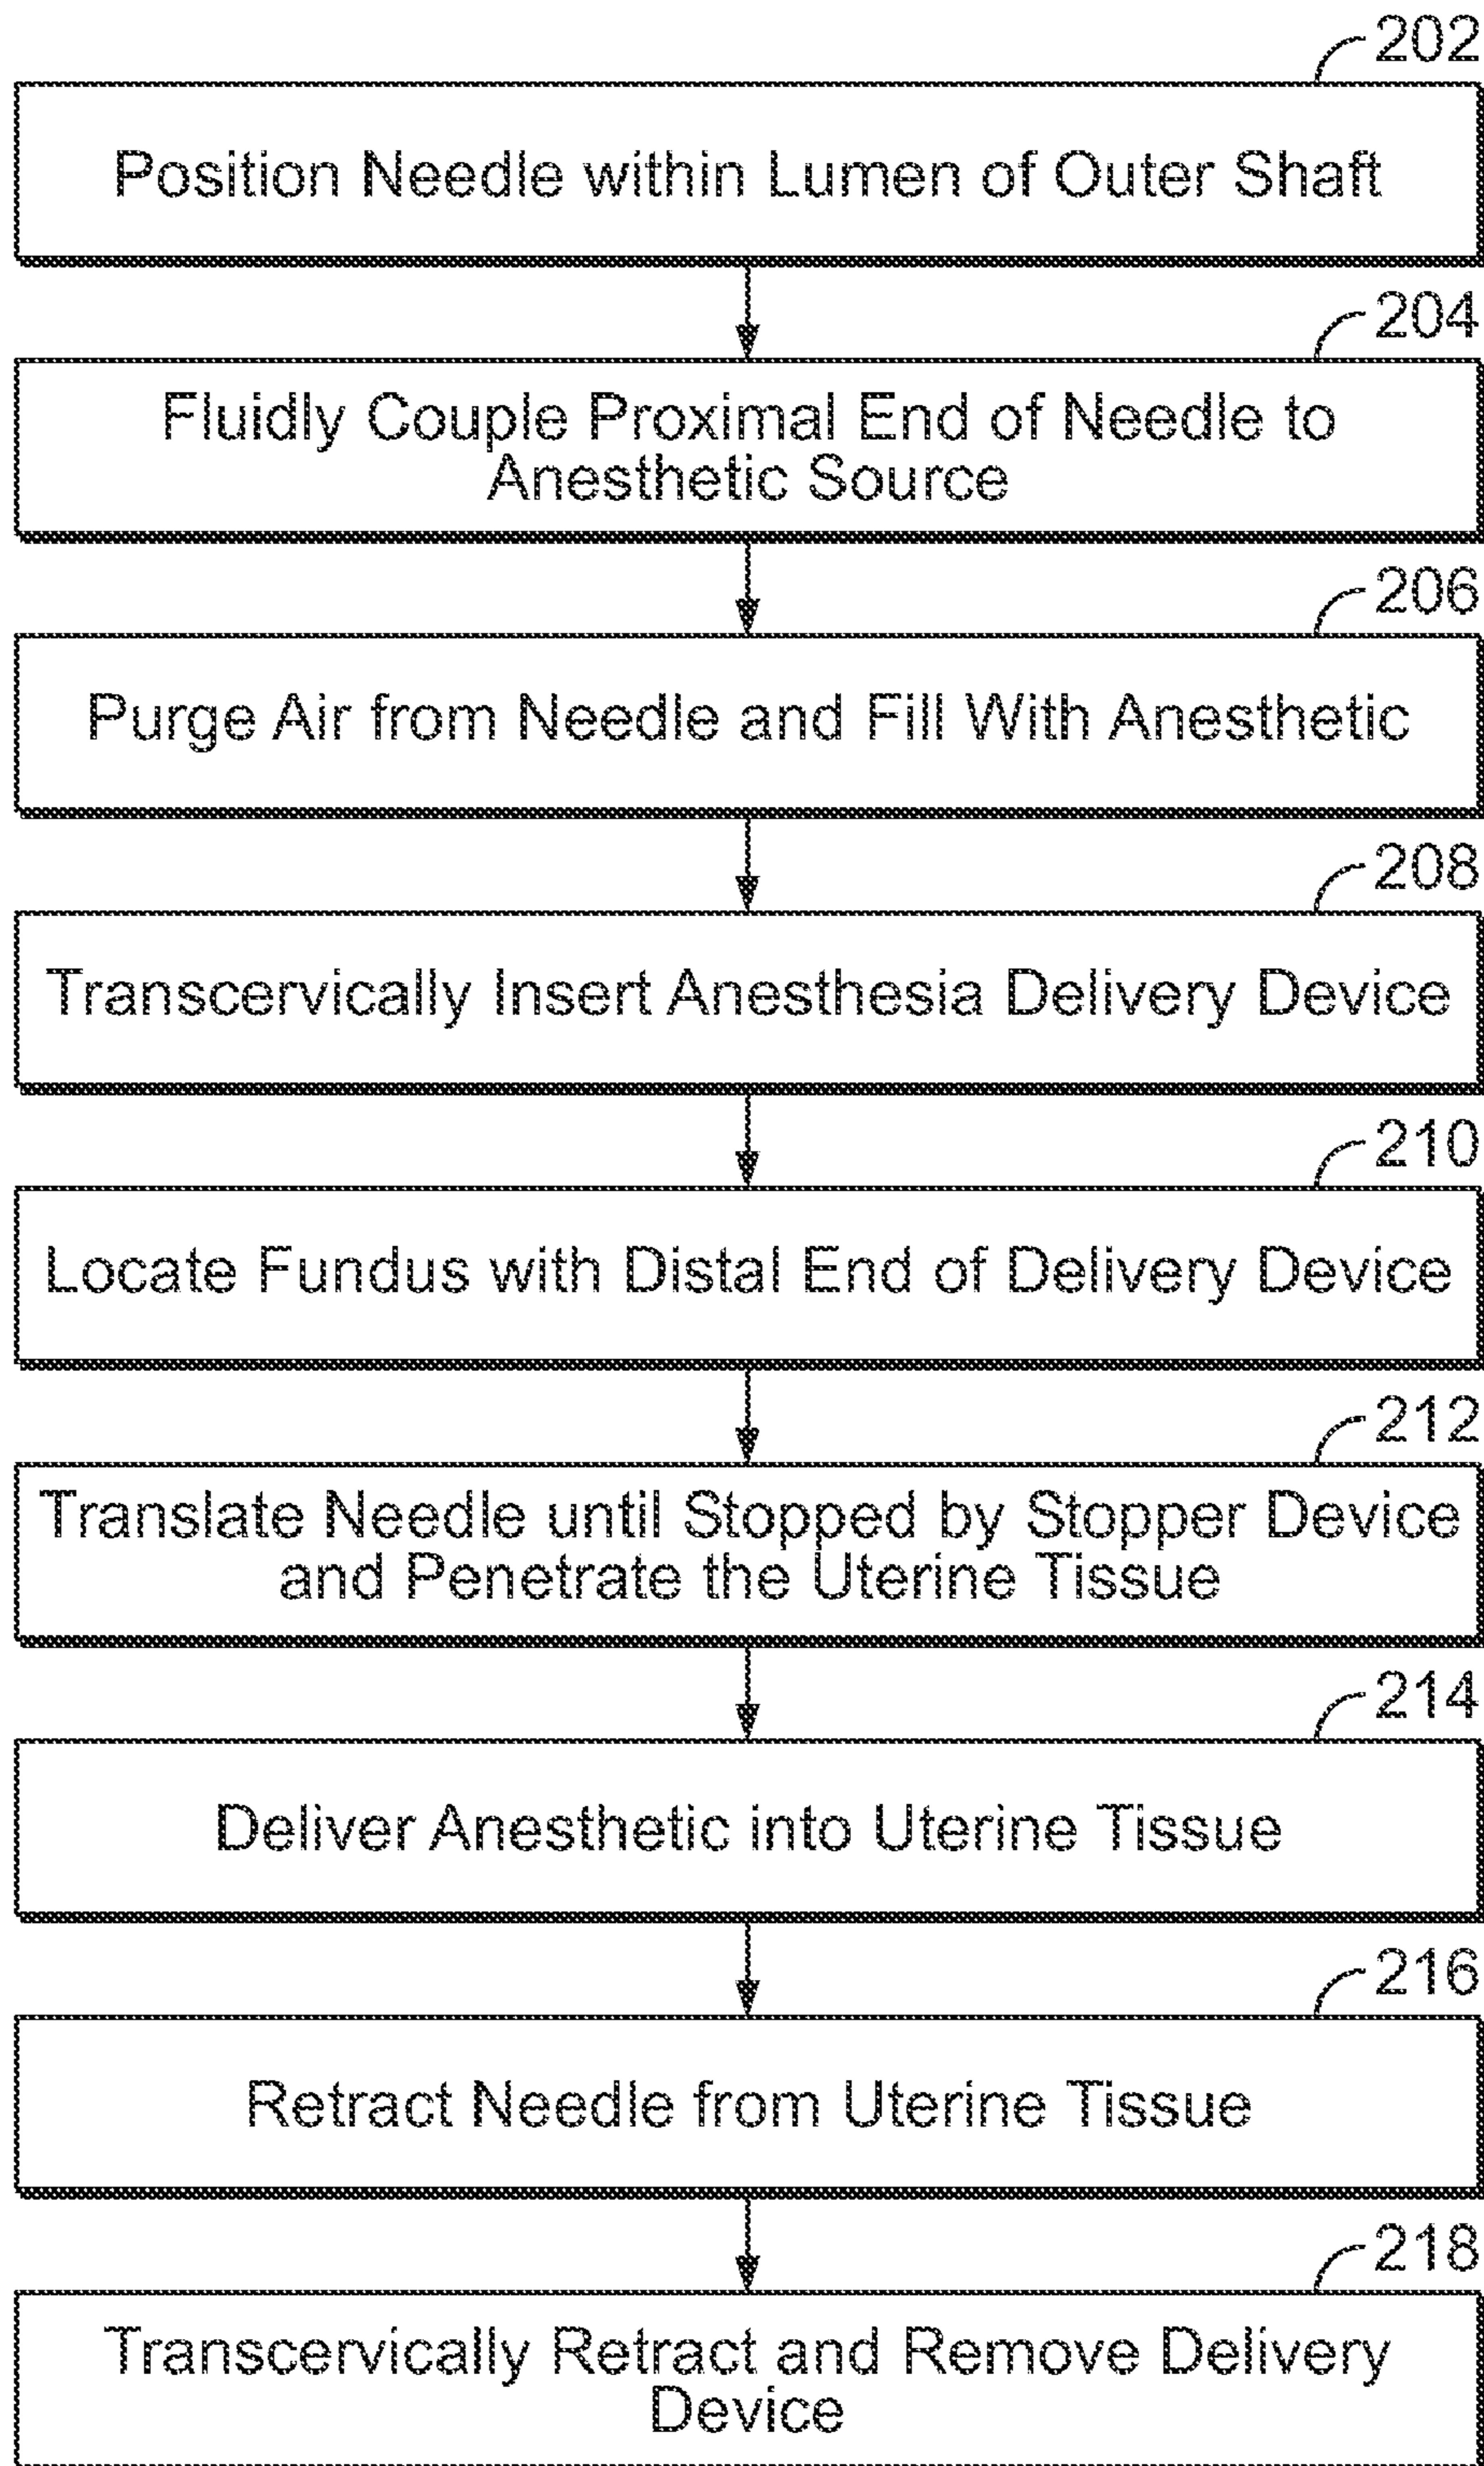 202
Position Needle within Lumen of Outer Shaft
204
Fluidly Couple Proximal End of Needle to
Anesthetic Source
206
Purge Air from Needle and Fill With Anesthetic
208
Transcervically Insert Anesthesia Delivery Device
210
Locate Fundus with Distal End of Delivery Device
212
Translate Needle until Stopped by Stopper Device
and Penetrate the Uterine Tissue
214
Deliver Anesthetic into Uterine Tissue
216
Retract Needle from Uterine Tissue
218
Transcervically Retract and Remove Delivery
Device